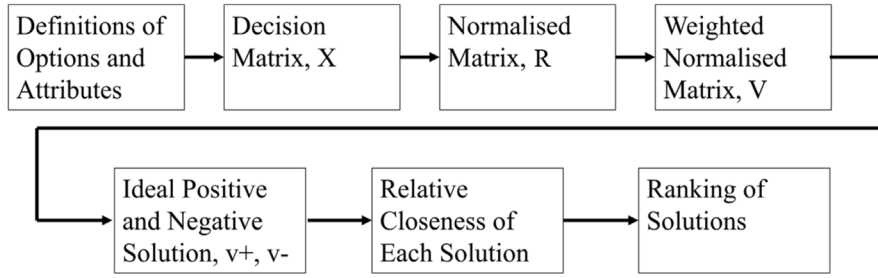 Definitions of
Options and
Attributes
Decision
Matrix, X
Normalised
Matrix, R
Weighted
Normalised
Matrix, V
Ideal Positive
and Negative
Solution, v+, v-
Relative
Closeness of
Each Solution
Ranking of
Solutions